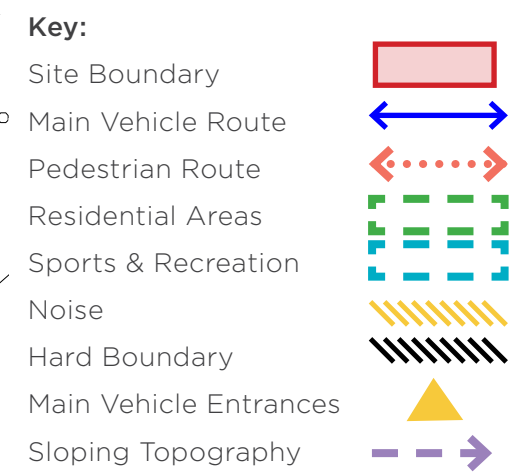 Key:
Site Boundary
Main Vehicle Route
Pedestrian Route
Residential Areas
Sports & Recreation
Noise
Hard Boundary
Main Vehicle Entrances
Sloping Topography